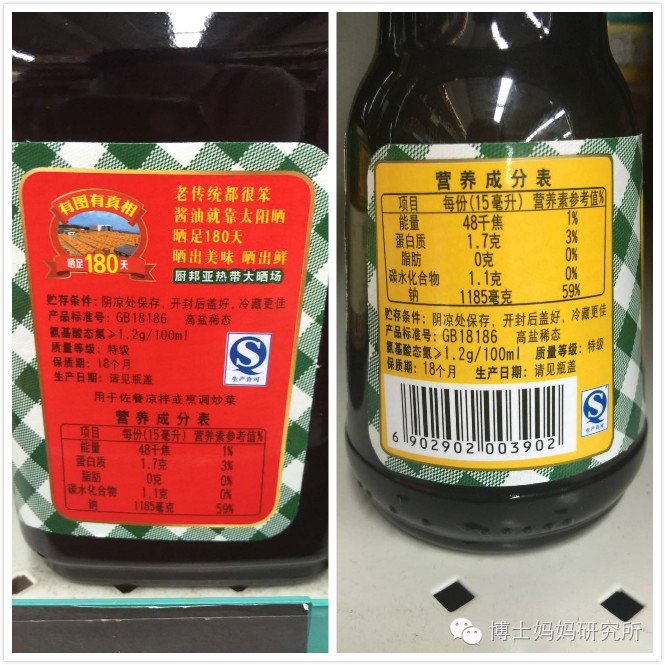 有图有真相
晒足180天
老传统都很笨
酱油就靠太阳晒
晒足180天
晒出美味 晒出鲜
厨邦亚热带大晒场
贮存条件：阴凉处保存，开封后盖好，冷藏更佳
产品标准号：GB18186 高盐稀态
氨基酸态氮≥1.2g/100ml
质量等级：特级
保质期：18个月
生产日期：请见瓶盖
生产许可
用于佐餐凉拌或烹调炒菜
营养成分表
项目 每份(15毫升) 营养素参考值%
能量 48千焦 1%
蛋白质 1.7克 3%
脂肪 0克 0%
碳水化合物 1.1克 0%
钠 1185毫克 59%
营养成分表
项目 每份(15毫升) 营养素参考值%
能量 48千焦 1%
蛋白质 1.7克 3%
脂肪 0克 0%
碳水化合物 1.1克 0%
钠 1185毫克 59%
贮存条件：阴凉处保存，开封后盖好，冷藏更佳
产品标准号：GB18186 高盐稀态
氨基酸态氮≥1.2g/100ml 质量等级：特级
保质期：18个月 生产日期：请见瓶盖
6 902902 003902
生产许可
博士妈妈研究所